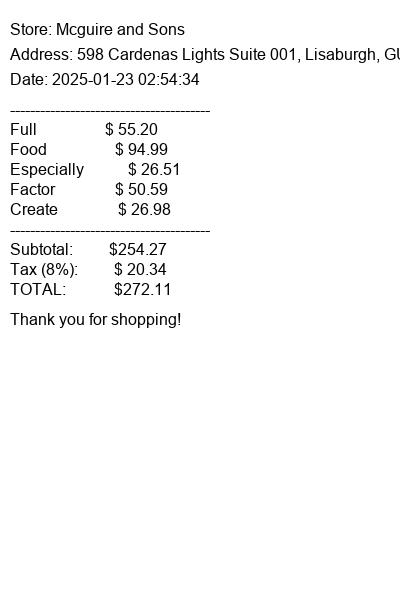 Store: Mcguire and Sons
Address: 598 Cardenas Lights Suite 001, Lisaburgh, GU
Date: 2025-01-23 02:54:34
----------------------------------------
Full $ 55.20
Food $ 94.99
Especially $ 26.51
Factor $ 50.59
Create $ 26.98
----------------------------------------
Subtotal: $254.27
Tax (8%): $ 20.34
TOTAL: $272.11
Thank you for shopping!